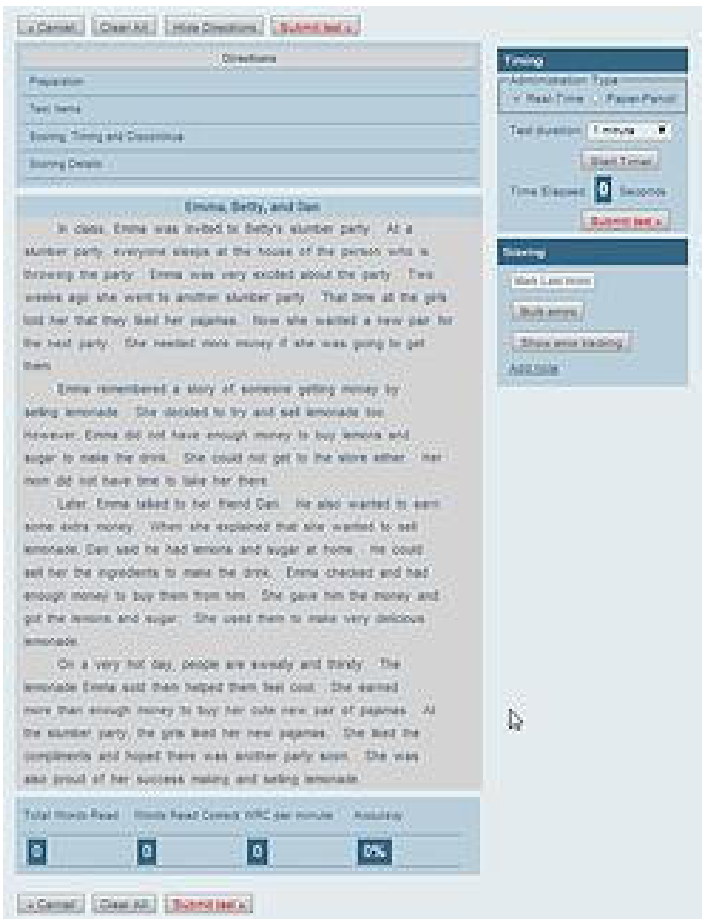 « Cancel Clear All Hide Directions Submit test »
Directions
Preparation
Test Items
Scoring, Timing and Discontinue
Scoring Details
Emma, Betty, and Dan
In class, Emma was invited to Betty's slumber party. At a
slumber party, everyone sleeps at the house of the person who is
throwing the party. Emma was very excited about the party. Two
weeks ago she went to another slumber party. That time all the girls
told her that they liked her pajamas. Now she wanted a new pair for
the next party. She needed more money if she was going to get
them.
Emma remembered a story of someone getting money by
selling lemonade. She decided to try and sell lemonade too.
However, Emma did not have enough money to buy lemons and
sugar to make the drink. She could not get to the store either. Her
mom did not have time to take her there.
Later, Emma talked to her friend Dan. He also wanted to earn
some extra money. When she explained that she wanted to sell
lemonade, Dan said he had lemons and sugar at home. He could
sell her the ingredients to make the drink. Emma checked and had
enough money to buy them from him. She gave him the money and
got the lemons and sugar. She used them to make very delicious
lemonade.
On a very hot day, people are sweaty and thirsty. The
lemonade Emma sold them helped them feel cool. She earned
more than enough money to buy her cute new pair of pajamas. At
the slumber party, the girls liked her new pajamas. She liked the
compliments and hoped there was another party soon. She was
also proud of her success making and selling lemonade.
Total Words Read Words Read Correct WRC per minute Accuracy
0 0 0 0%
« Cancel Clear All Submit test »
Timing
Administration Type
Real-Time Paper-Pencil
Test duration: 1 minute
Start Timer
Time Elapsed: 0 Seconds
Submit test »
Scoring
Mark Last Word
Bulk errors
Show error tracking
Add note